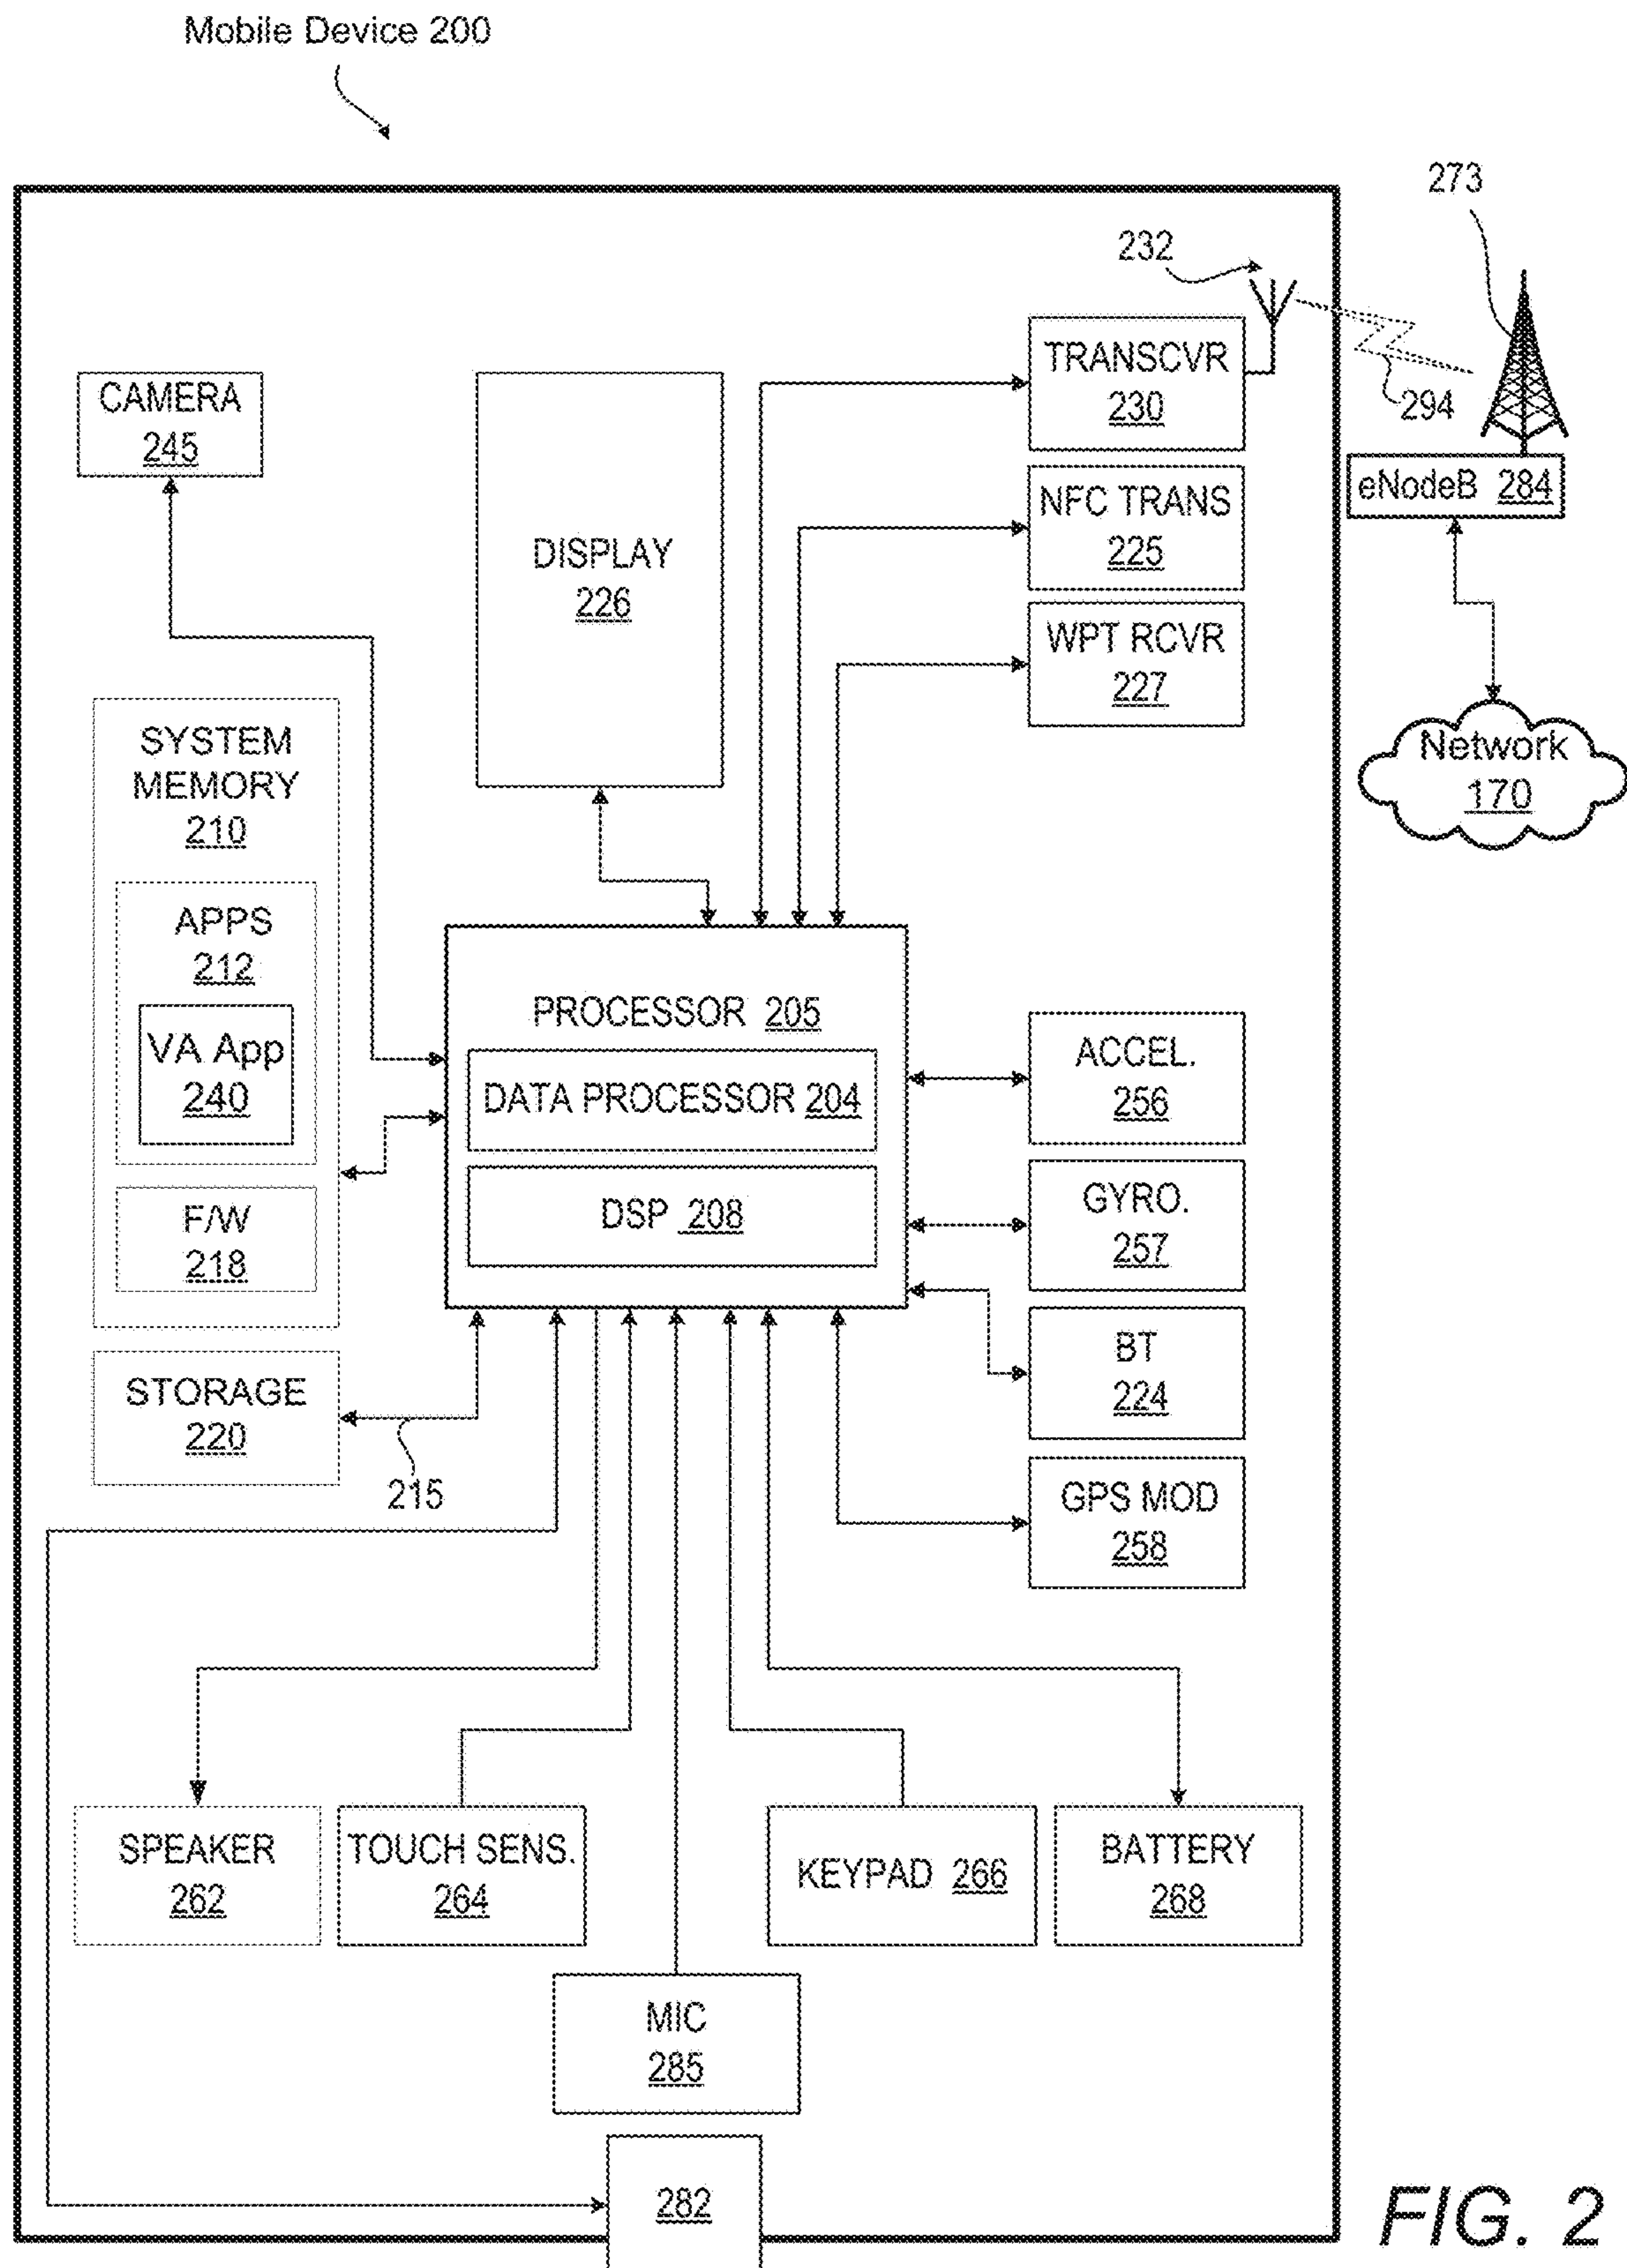 Mobile Device 200
273
232
TRANSCVR
230
294
CAMERA
245
DISPLAY
226
NFC TRANS
225
eNodeB 284
WPT RCVR
227
SYSTEM
MEMORY
210
Network
170
APPS
212
VA App
240
F/W
218
PROCESSOR 205
DATA PROCESSOR 204
DSP 208
ACCEL.
256
GYRO.
257
BT
224
STORAGE
220
215
GPS MOD
258
SPEAKER
262
TOUCH SENS.
264
KEYPAD 266
BATTERY
268
MIC
285
282
FIG. 2